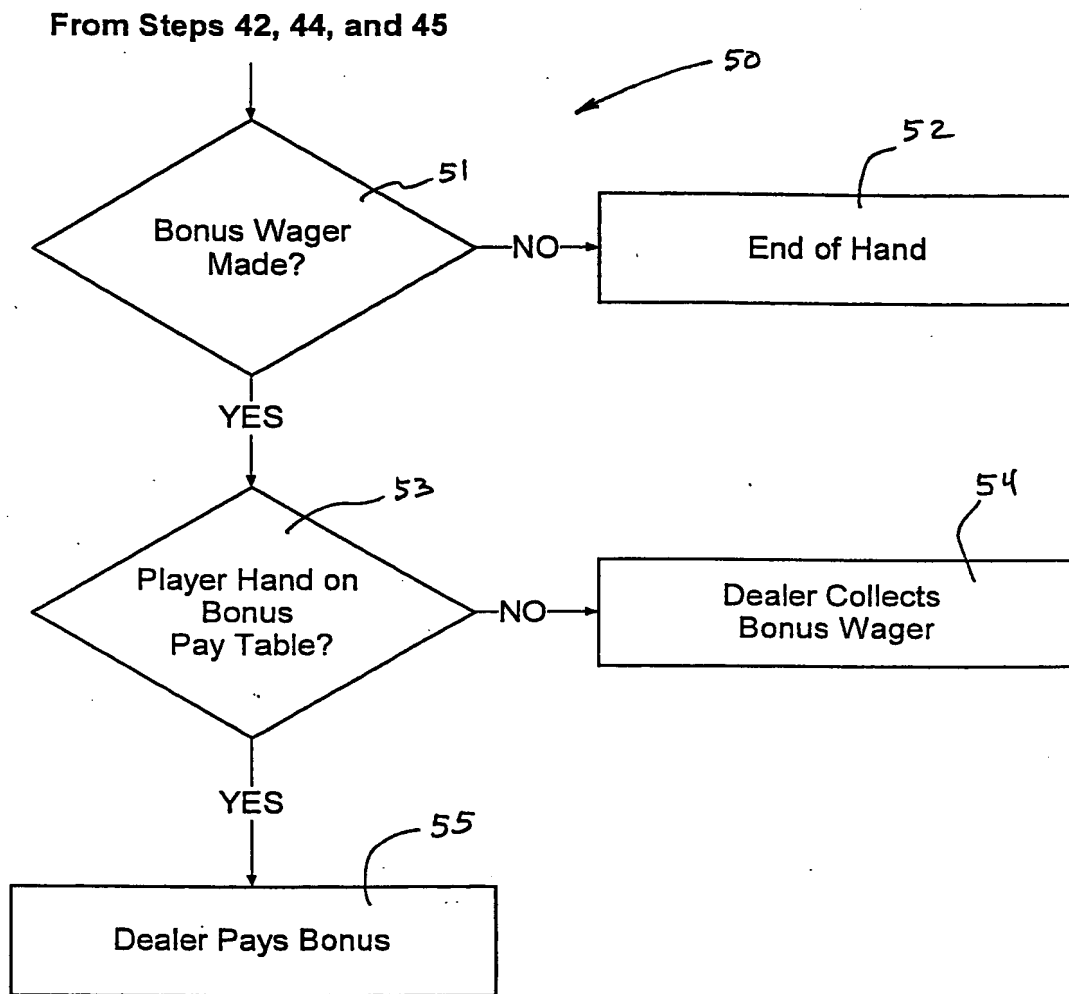 From Steps 42, 44, and 45
50
51
52
Bonus Wager
Made?
NO
End of Hand
YES
53
54
Player Hand on
Bonus
Pay Table?
NO
Dealer Collects
Bonus Wager
YES
55
Dealer Pays Bonus